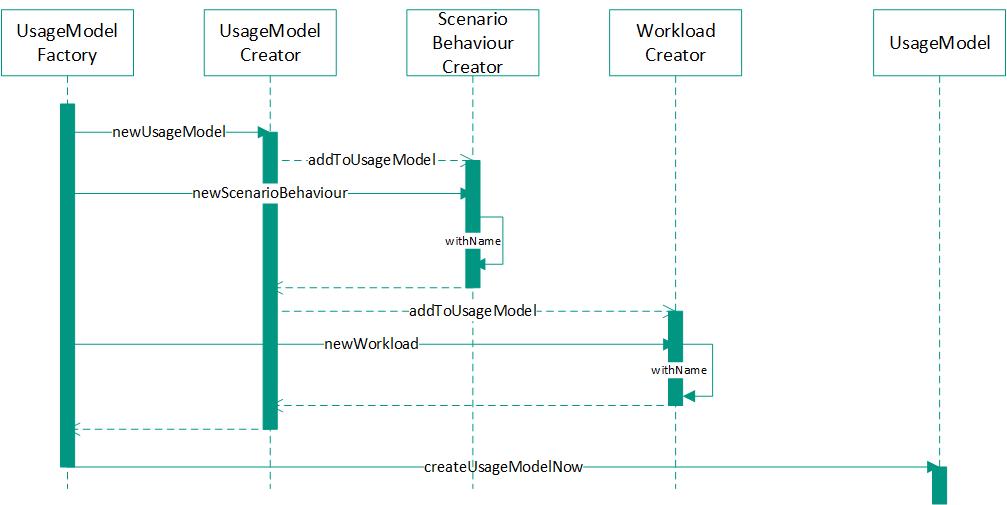 UsageModel
Factory
UsageModel
Creator
Scenario
Behaviour
Creator
Workload
Creator
UsageModel
newUsageModel
addToUsageModel
newScenarioBehaviour
withName
addToUsageModel
newWorkload
withName
createUsageModelNow